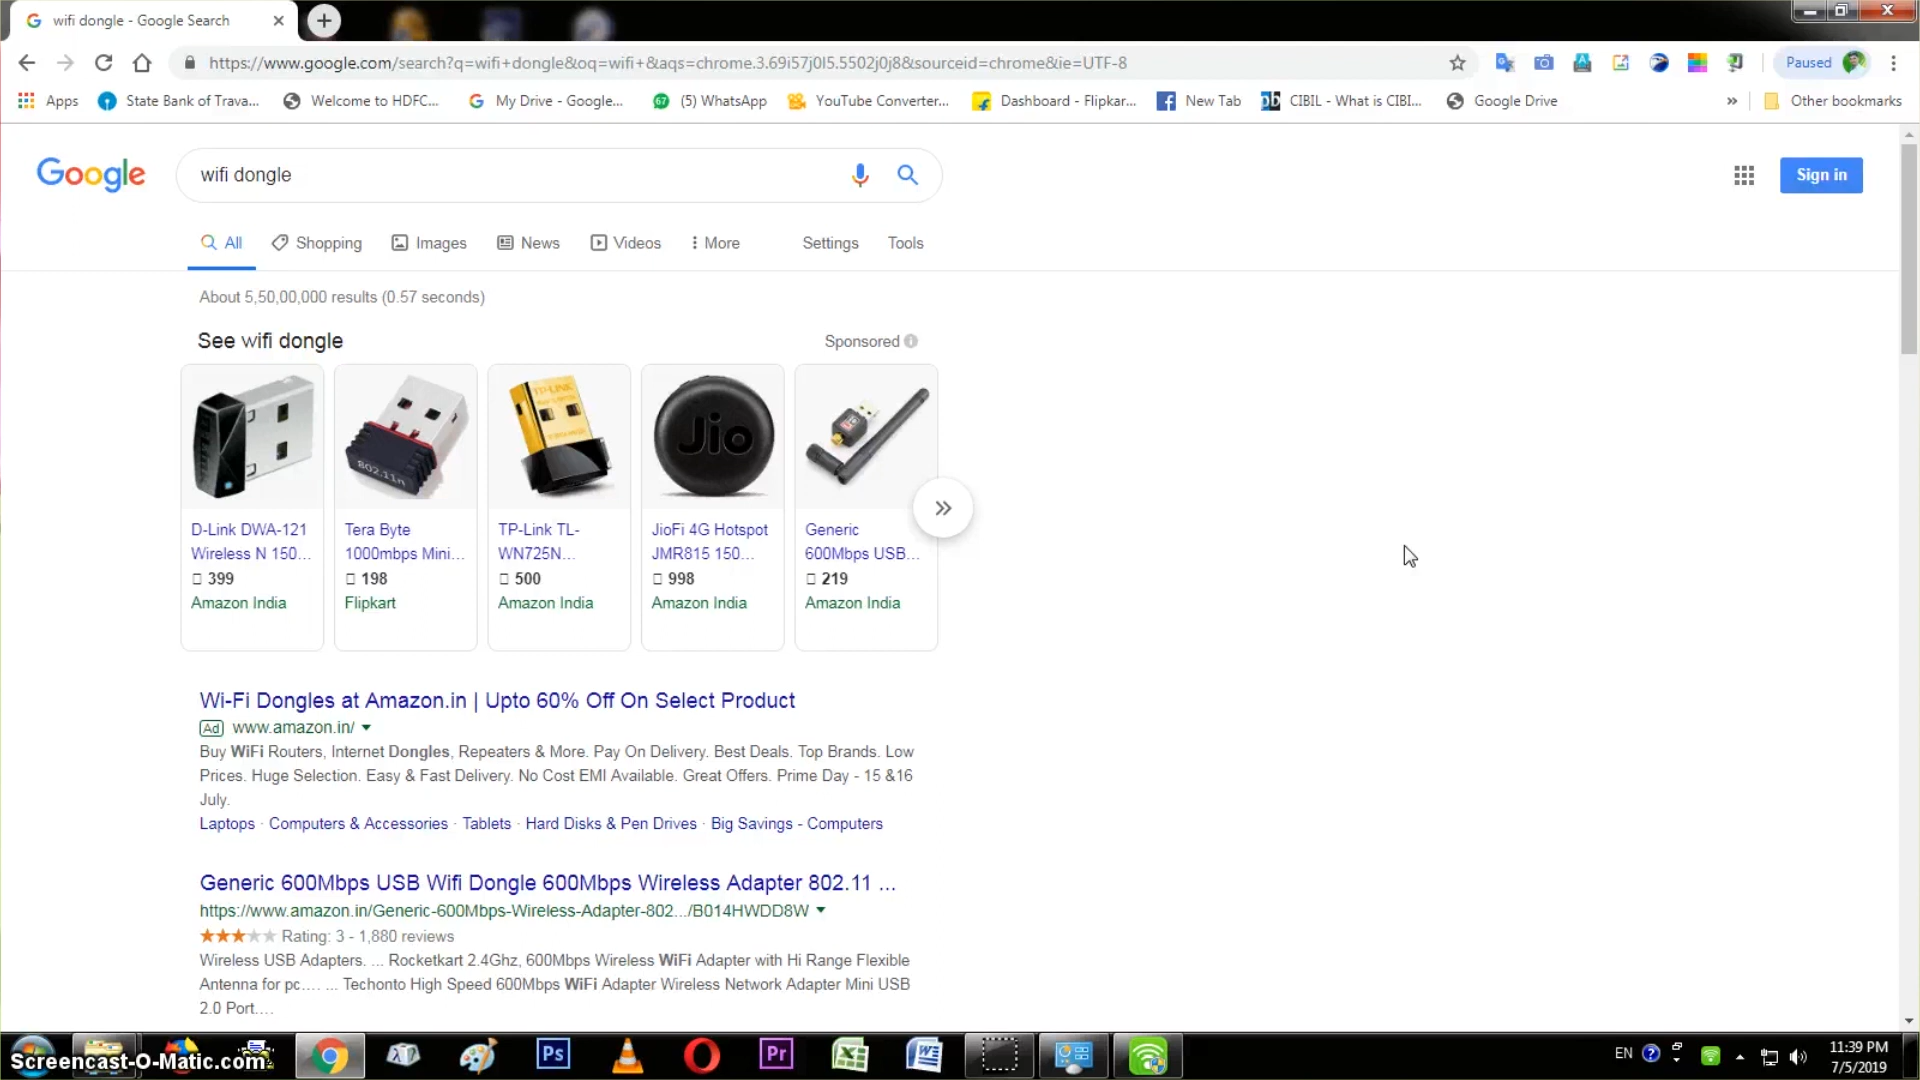 wifi dongle - Google Search
https://www.google.com/search?q=wifi+dongle&oq=wifi+&aqs=chrome.3.69i57j0l5.5502j0j8&sourceid=chrome&ie=UTF-8
Paused
Apps
State Bank of Trava...
Welcome to HDFC...
My Drive - Google...
67
(5) WhatsApp
YouTube Converter...
Dashboard - Flipkar...
New Tab
CIBIL - What is CIBI...
Google Drive
»
Other bookmarks
Google
wifi dongle
Sign in
All
Shopping
Images
News
Videos
More
Settings
Tools
About 5,50,00,000 results (0.57 seconds)
See wifi dongle
Sponsored
802.11n
TP-LINK
Jio
D-Link DWA-121
Wireless N 150...
399
Amazon India
Tera Byte
1000mbps Mini...
198
Flipkart
TP-Link TL-
WN725N...
500
Amazon India
JioFi 4G Hotspot
JMR815 150...
998
Amazon India
Generic
600Mbps USB...
219
Amazon India
Wi-Fi Dongles at Amazon.in | Upto 60% Off On Select Product
Ad www.amazon.in/
Buy WiFi Routers, Internet Dongles, Repeaters & More. Pay On Delivery. Best Deals. Top Brands. Low
Prices. Huge Selection. Easy & Fast Delivery. No Cost EMI Available. Great Offers. Prime Day - 15 &16
July.
Laptops · Computers & Accessories · Tablets · Hard Disks & Pen Drives · Big Savings - Computers
Generic 600Mbps USB Wifi Dongle 600Mbps Wireless Adapter 802.11 ...
https://www.amazon.in/Generic-600Mbps-Wireless-Adapter-802.../B014HWDD8W
Rating: 3 - 1,880 reviews
Wireless USB Adapters. ... Rocketkart 2.4Ghz, 600Mbps Wireless WiFi Adapter with Hi Range Flexible
Antenna for pc.... ... Techonto High Speed 600Mbps WiFi Adapter Wireless Network Adapter Mini USB
2.0 Port....
Screencast-O-Matic.com
Ps
Pr
EN
11:39 PM
7/5/2019